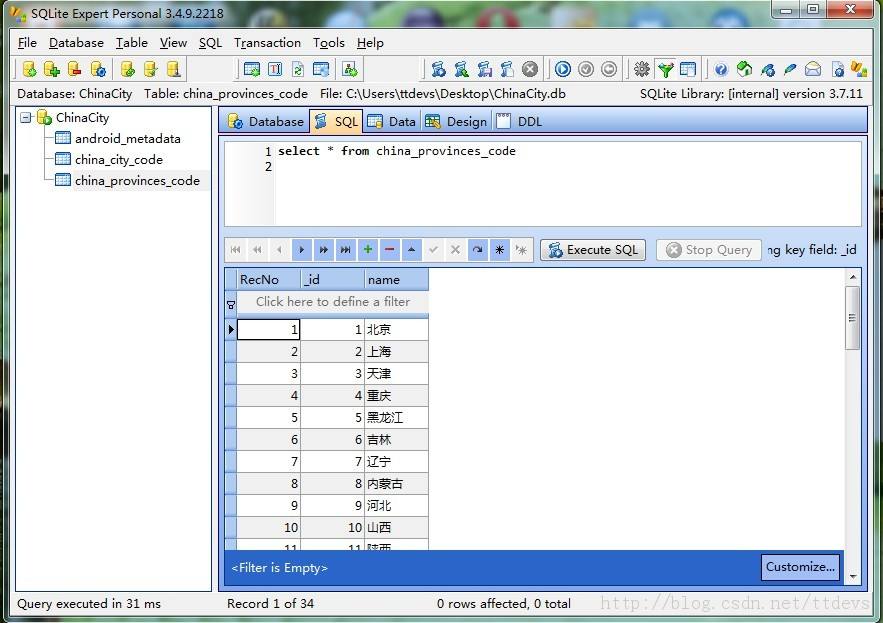 SQLite Expert Personal 3.4.9.2218
File Database Table View SQL Transaction Tools Help
Database: ChinaCity Table: china_provinces_code File: C:\Users\ttdevs\Desktop\ChinaCity.db SQLite Library: [internal] version 3.7.11
ChinaCity
android_metadata
china_city_code
china_provinces_code
Database SQL Data Design DDL
1 select * from china_provinces_code
2
Execute SQL Stop Query ng key field: _id
RecNo _id name
Click here to define a filter
1 1 北京
2 2 上海
3 3 天津
4 4 重庆
5 5 黑龙江
6 6 吉林
7 7 辽宁
8 8 内蒙古
9 9 河北
10 10 山西
11 11 陕西
<Filter is Empty> Customize...
Query executed in 31 ms Record 1 of 34 0 rows affected, 0 total
http://blog.csdn.net/ttdevs